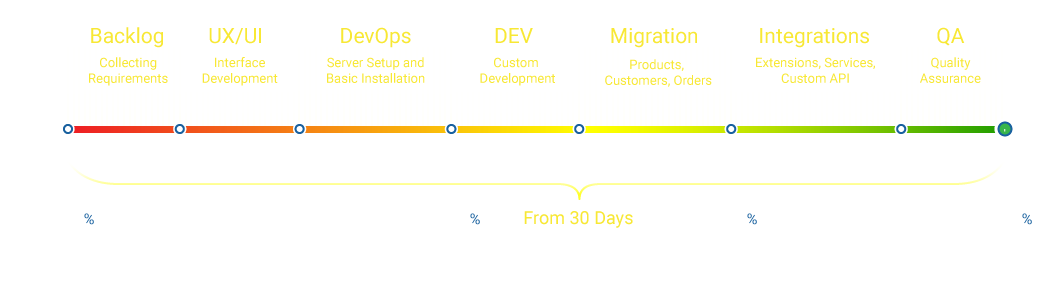 Backlog
Collecting
Requirements
UX/UI
Interface
Development
DevOps
Server Setup and
Basic Installation
DEV
Custom
Development
Migration
Products,
Customers, Orders
Integrations
Extensions, Services,
Custom API
QA
Quality
Assurance
%
%
From 30 Days
%
%